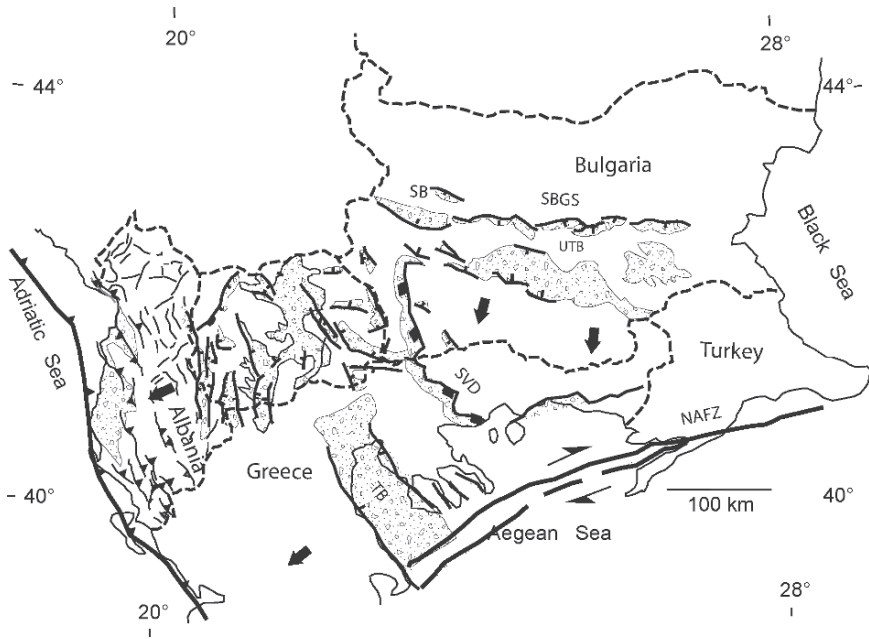 20°
28°
44°
44°
Bulgaria
SB
SBGS
UTB
Black Sea
Adriatic Sea
Turkey
SVD
Albania
NAFZ
Greece
TB
40°
100 km
40°
Aegean Sea
28°
20°